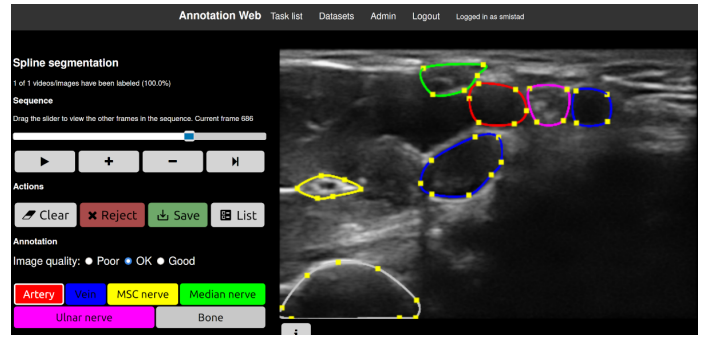 Annotation Web Task list Datasets Admin Logout Logged in as smistad
Spline segmentation
1 of 1 videos/images have been labeled (100.0%)
Sequence
Drag the slider to view the other frames in the sequence. Current frame 686
Actions
Clear Reject Save List
Annotation
Image quality: Poor OK Good
Artery Vein MSC nerve Median nerve
Ulnar nerve Bone
i